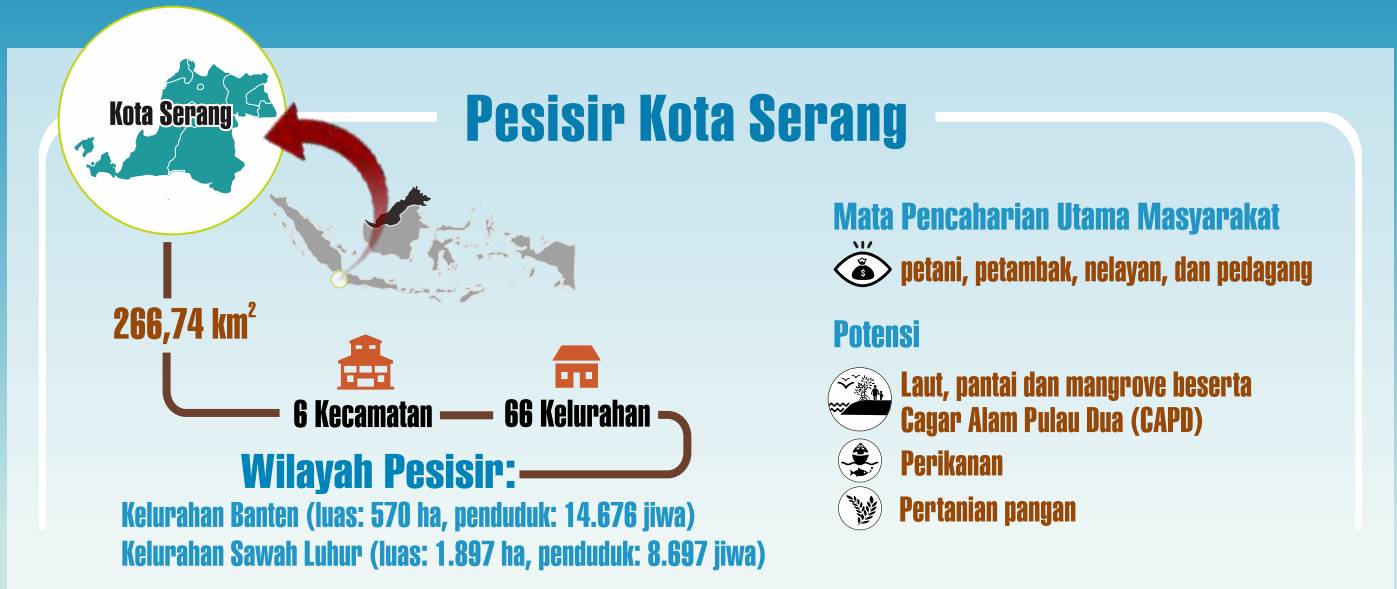 Kota Serang
Pesisir Kota Serang
266,74 km²
6 Kecamatan
66 Kelurahan
Wilayah Pesisir:
Kelurahan Banten (luas: 570 ha, penduduk: 14.676 jiwa)
Kelurahan Sawah Luhur (luas: 1.897 ha, penduduk: 8.697 jiwa)
Mata Pencaharian Utama Masyarakat
$
petani, petambak, nelayan, dan pedagang
Potensi
Laut, pantai dan mangrove beserta
Cagar Alam Pulau Dua (CAPD)
Perikanan
Pertanian pangan